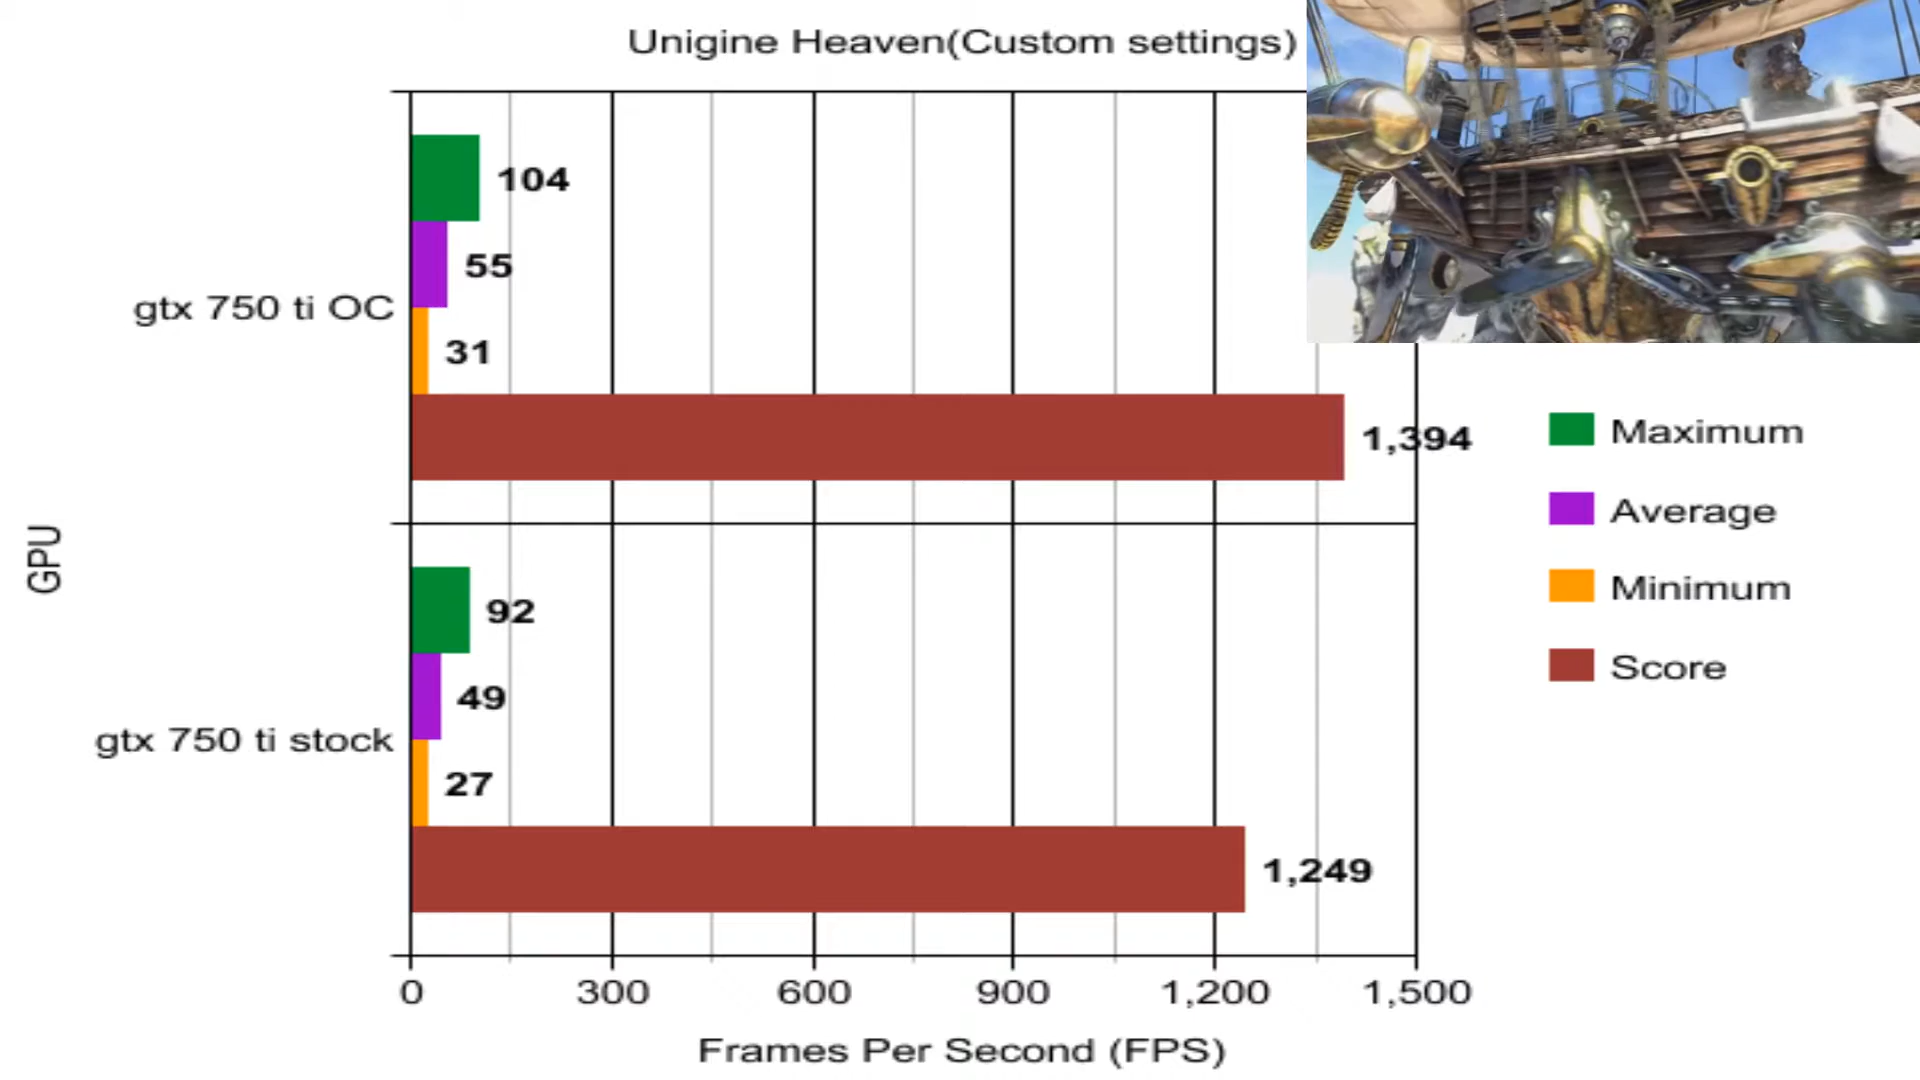 Unigine Heaven(Custom settings)
104
55
gtx 750 ti OC
31
1,394
Maximum
Average
GPU
Minimum
92
Score
49
gtx 750 ti stock
27
1,249
0 300 600 900 1,200 1,500
Frames Per Second (FPS)